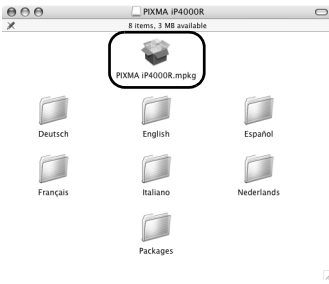 PIXMA iP4000R
8 items, 3 MB available
PIXMA iP4000R.mpkg
Deutsch English Español
Français Italiano Nederlands
Packages